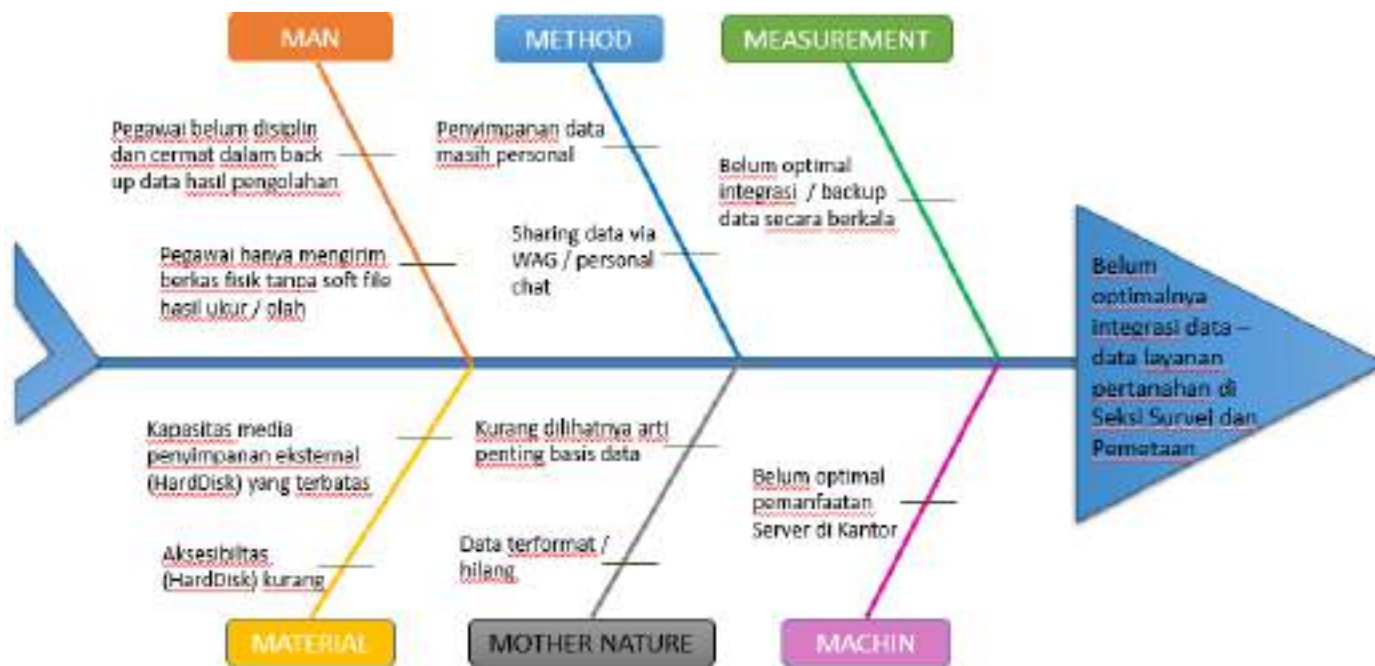 MAN
METHOD
MEASUREMENT
Pegawai belum disiplin
dan cermat dalam back
up data hasil pengolahan
Pegawai hanya mengirim
berkas fisik tanpa soft file
hasil ukur / olah
Penyimpanan data
masih personal
Sharing data via
WAG / personal
chat
Belum optimal
integrasi / backup
data secara berkala
Belum
optimalnya
integrasi data –
data layanan
pertanahan di
Seksi Survei dan
Pemetaan
Kapasitas media
penyimpanan eksternal
(HardDisk) yang terbatas
Aksesibiltas
(HardDisk) kurang
Kurang dilihatnya arti
penting basis data
Data terformat /
hilang
Belum optimal
pemanfaatan
Server di Kantor
MATERIAL
MOTHER NATURE
MACHIN